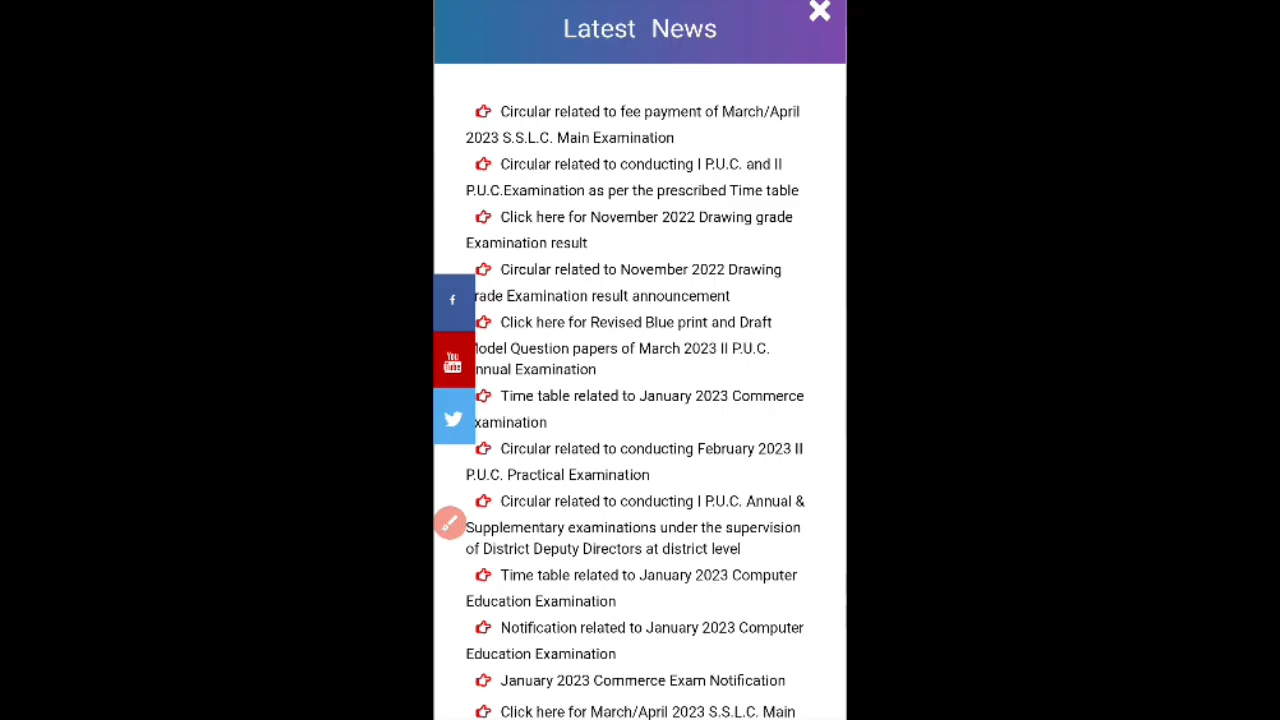 Latest News
Circular related to fee payment of March/April
2023 S.S.L.C. Main Examination
Circular related to conducting I P.U.C. and II
P.U.C.Examination as per the prescribed Time table
Click here for November 2022 Drawing grade
Examination result
Circular related to November 2022 Drawing
rade Examination result announcement
Click here for Revised Blue print and Draft
Model Question papers of March 2023 II P.U.C.
nnual Examination
Time table related to January 2023 Commerce
xamination
Circular related to conducting February 2023 II
P.U.C. Practical Examination
Circular related to conducting I P.U.C. Annual &
Supplementary examinations under the supervision
of District Deputy Directors at district level
Time table related to January 2023 Computer
Education Examination
Notification related to January 2023 Computer
Education Examination
January 2023 Commerce Exam Notification
Click here for March/April 2023 S.S.L.C. Main
f
You
Tube